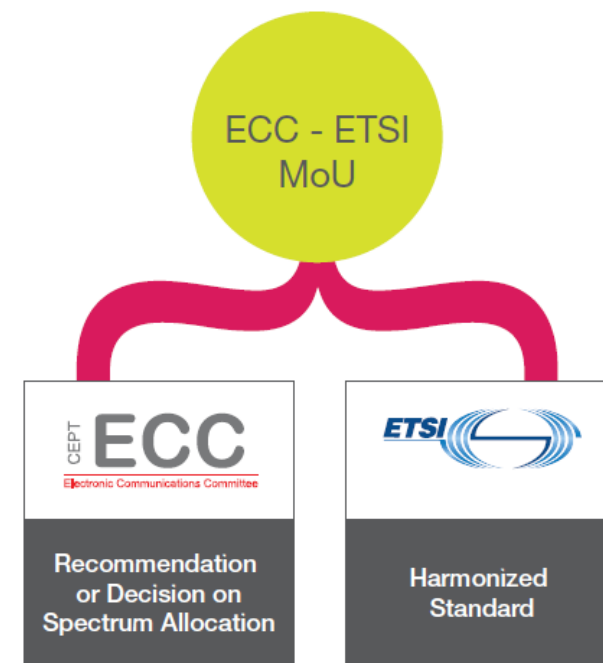 ECC - ETSI
MoU
CEPT
ECC
Electronic Communications Committee
ETSI
Recommendation
or Decision on
Spectrum Allocation
Harmonized
Standard